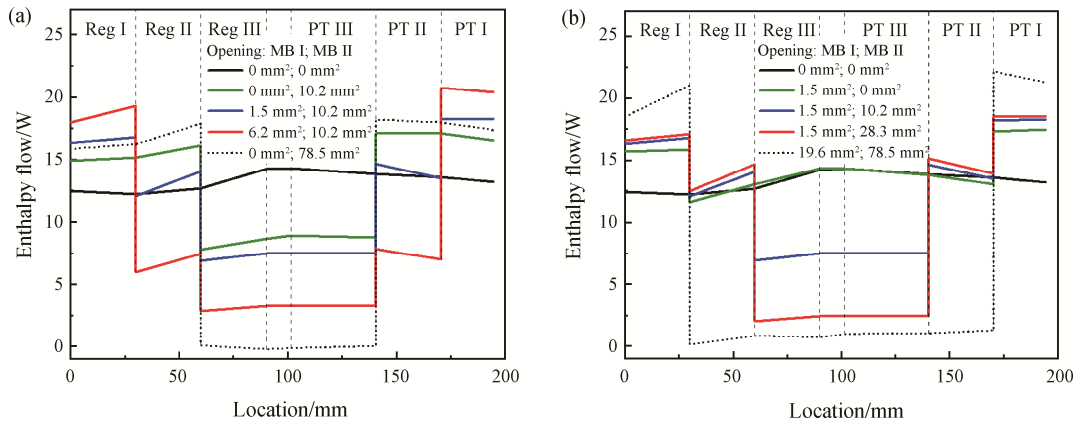 (a)
Reg I Reg II Reg III PT III PT II PT I
Opening: MB I; MB II
0 mm²; 0 mm²
0 mm²; 10.2 mm²
1.5 mm²; 10.2 mm²
6.2 mm²; 10.2 mm²
0 mm²; 78.5 mm²
25
20
15
10
5
0
Enthalpy flow/W
0 50 100 150 200
Location/mm
(b)
Reg I Reg II Reg III PT III PT II PT I
Opening: MB I; MB II
0 mm²; 0 mm²
1.5 mm²; 0 mm²
1.5 mm²; 10.2 mm²
1.5 mm²; 28.3 mm²
19.6 mm²; 78.5 mm²
25
20
15
10
5
0
Enthalpy flow/W
0 50 100 150 200
Location/mm